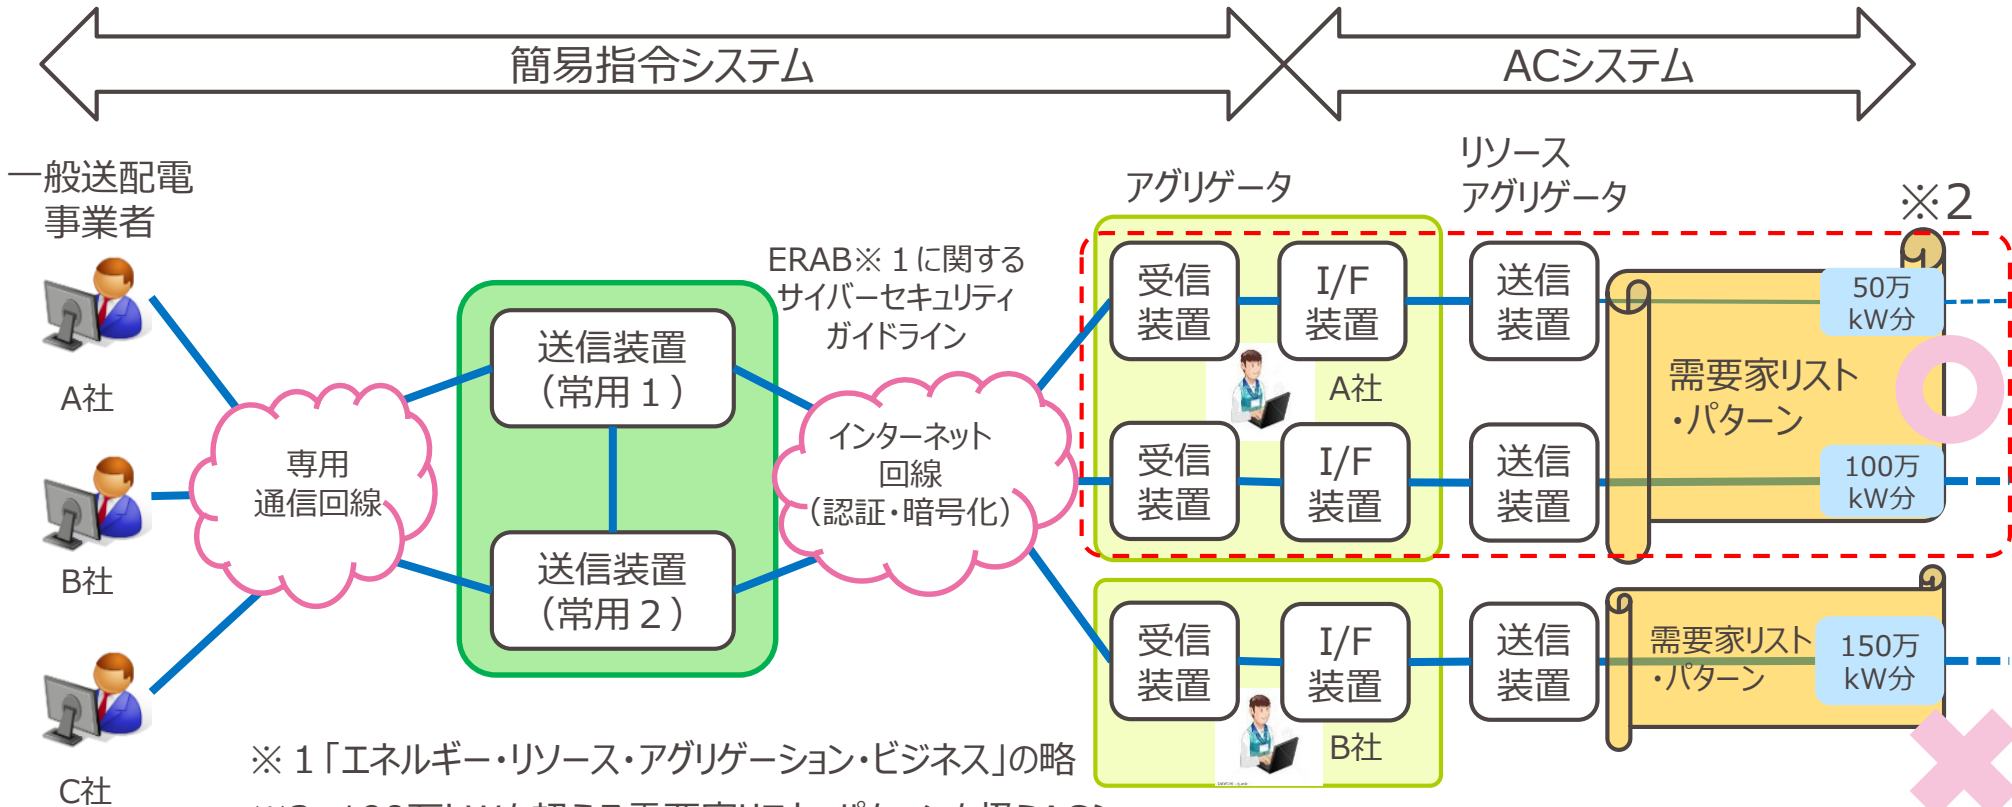 簡易指令システム
ACシステム
一般送配電
事業者
A社
B社
C社
専用
通信回線
送信装置
（常用１）
送信装置
（常用２）
ERAB※１に関する
サイバーセキュリティ
ガイドライン
インターネット
回線
（認証・暗号化）
アグリゲータ
受信
装置
I/F
装置
A社
受信
装置
I/F
装置
受信
装置
I/F
装置
B社
リソース
アグリゲータ
送信
装置
送信
装置
送信
装置
※2
需要家リスト
・パターン
50万
kW分
100万
kW分
需要家リスト
・パターン
150万
kW分
※１「エネルギー・リソース・アグリゲーション・ビジネス」の略